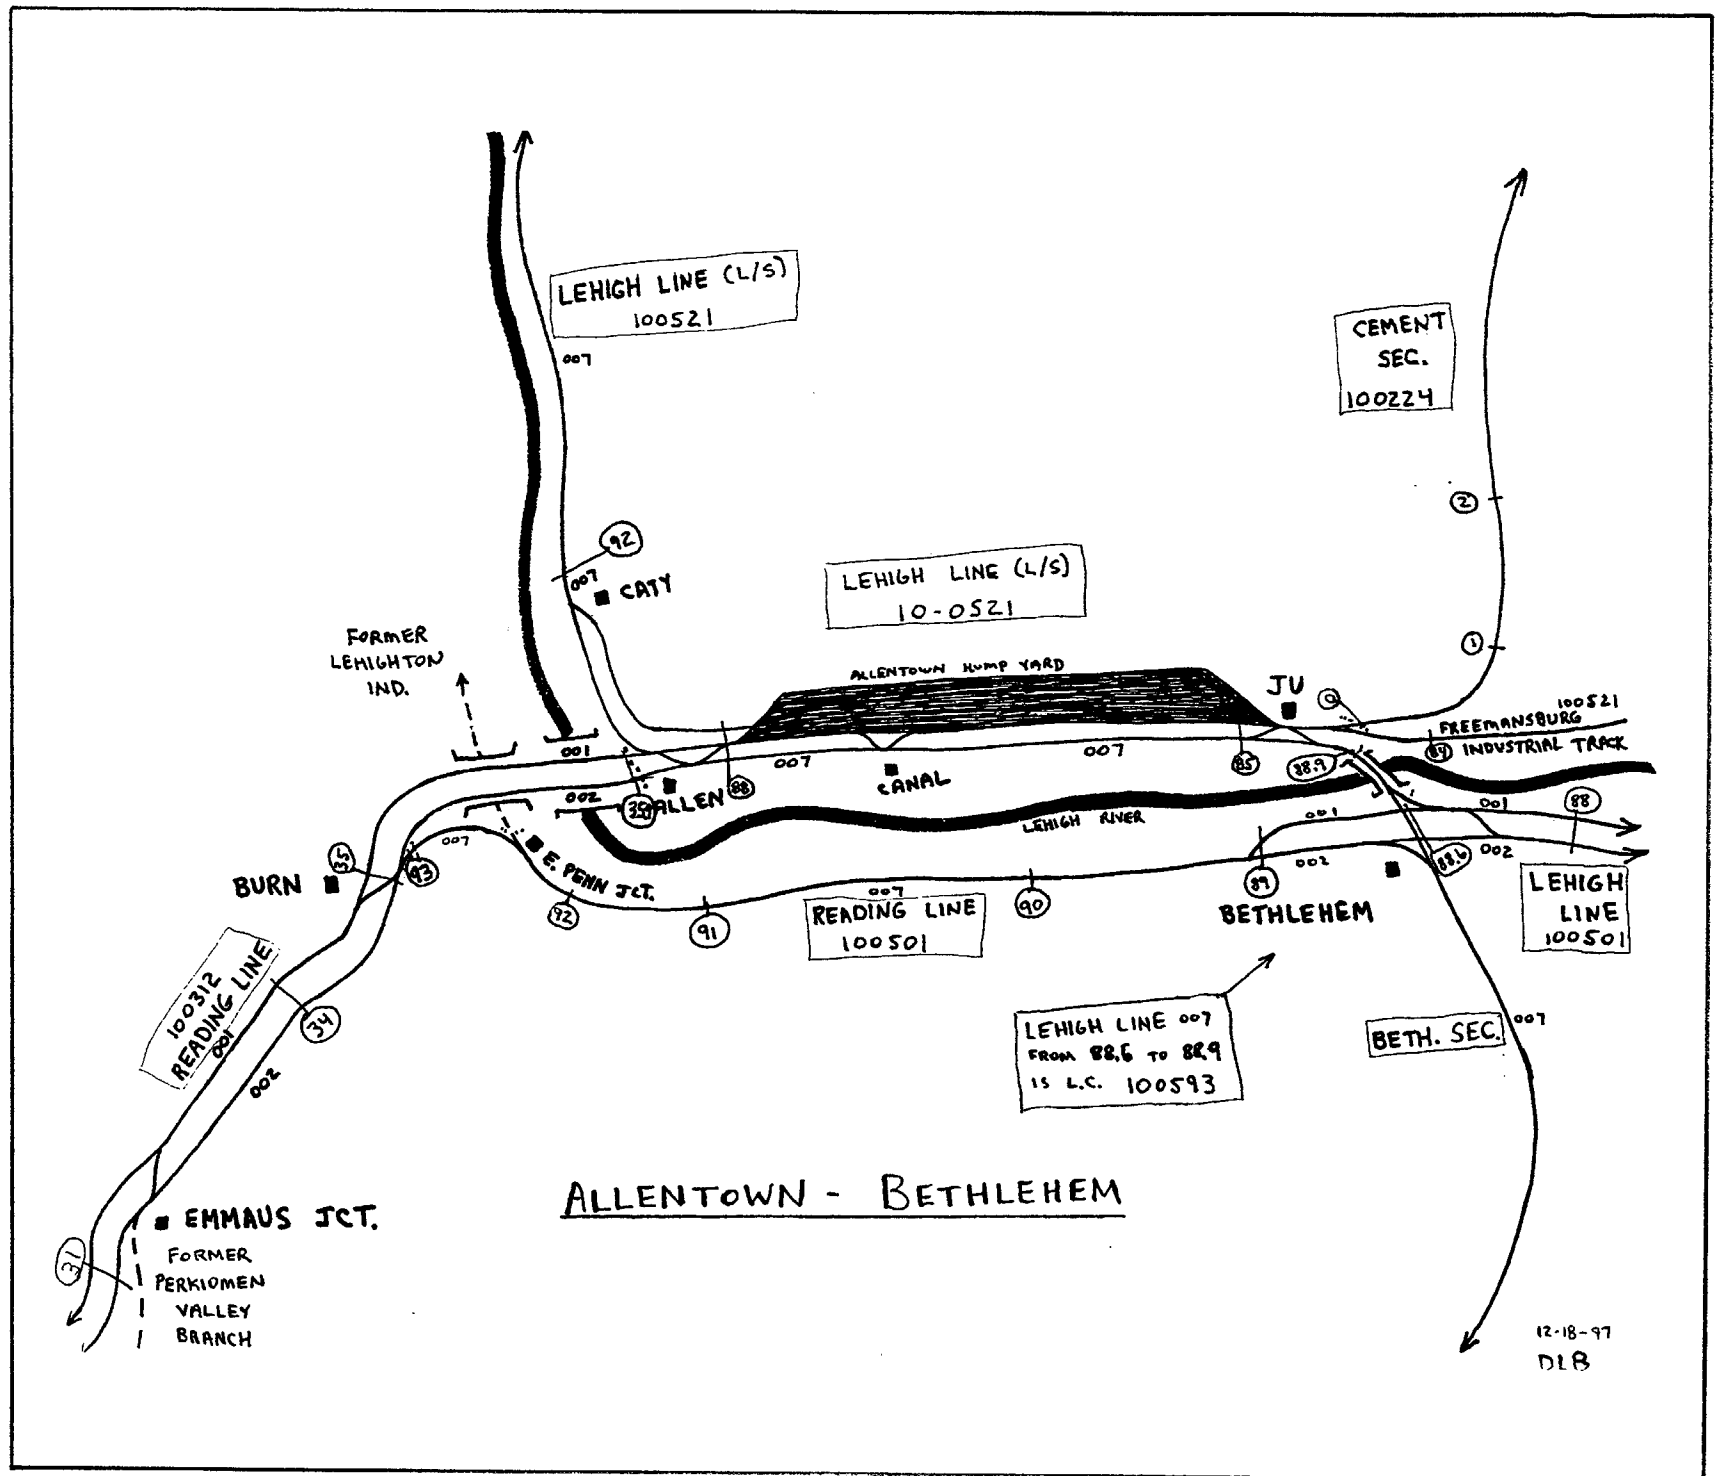 LEHIGH LINE (L/S)
100521
007
CEMENT
SEC.
100224
2
92
007
CATY
LEHIGH LINE (L/S)
10-0521
FORMER
LEHIGHTON
IND.
1
ALLENTOWN HUMP YARD
JU
0
100521
FREEMANSBURG
INDUSTRIAL TRACK
84
001
007
007
85
88.9
002
ALLEN
88
CANAL
LEHIGH RIVER
001
001
88
007
E. PENN JCT.
35
93
BURN
92
91
007
90
89
002
002
88.6
READING LINE
100501
BETHLEHEM
LEHIGH
LINE
100501
100312
READING LINE
001
34
002
LEHIGH LINE 007
FROM 88.6 TO 88.9
IS L.C. 100593
BETH. SEC.
007
ALLENTOWN - BETHLEHEM
EMMAUS JCT.
31
FORMER
PERKIOMEN
VALLEY
BRANCH
12-18-97
DLB